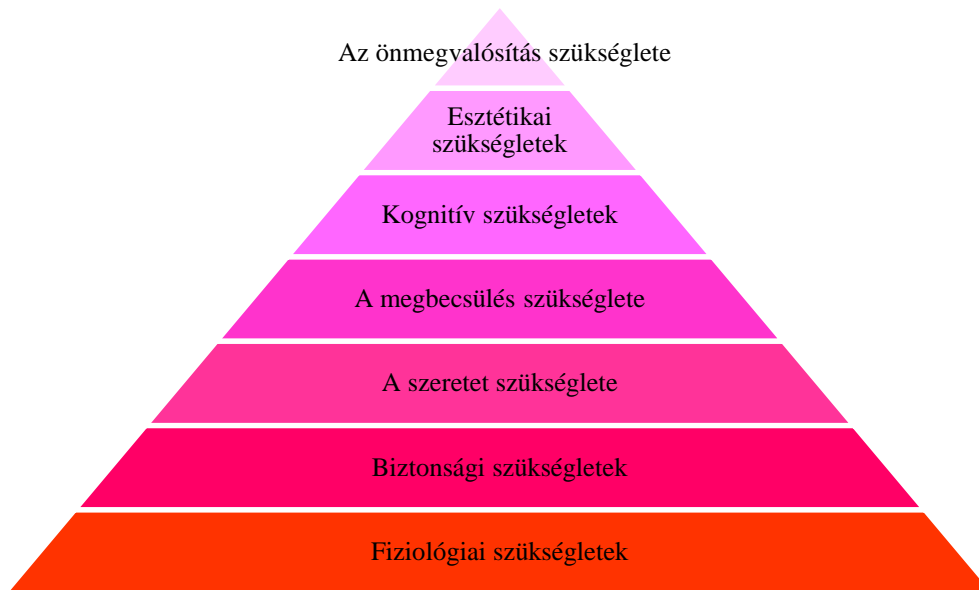 Az önmegvalósítás szükséglete
Esztétikai
szükségletek
Kognitív szükségletek
A megbecsülés szükséglete
A szeretet szükséglete
Biztonsági szükségletek
Fiziológiai szükségletek